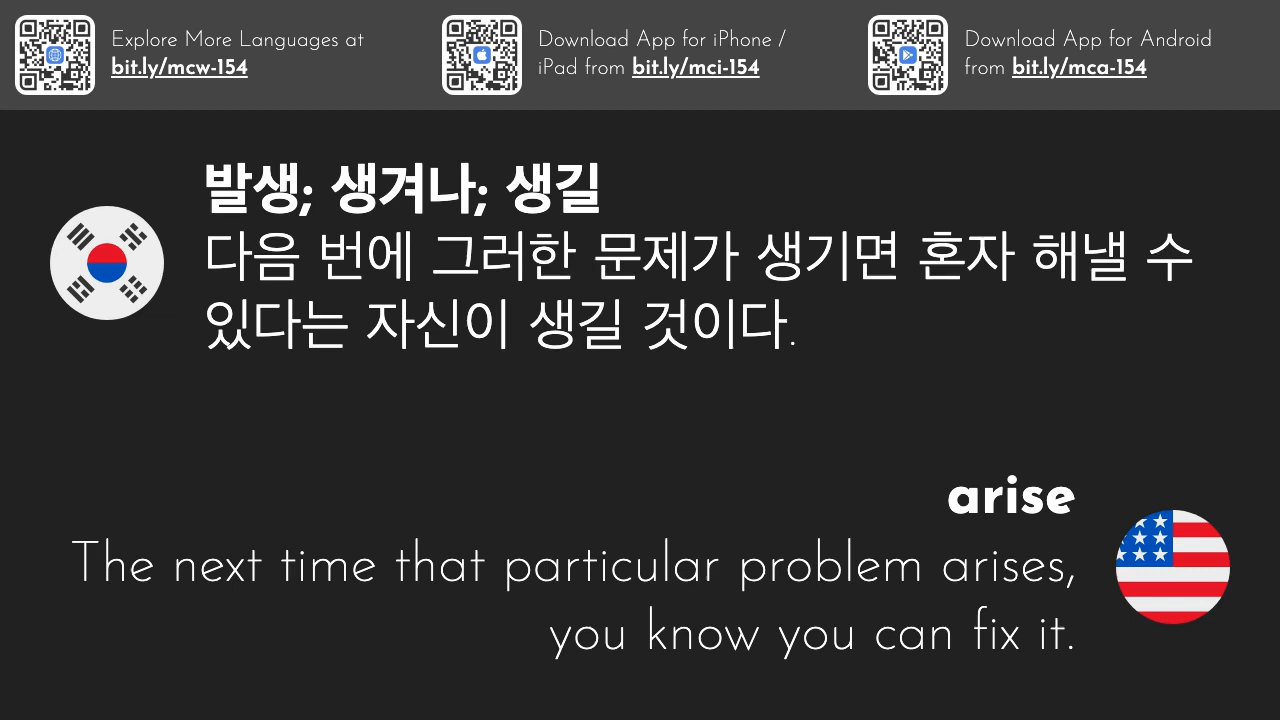 Explore More Languages at
bit.ly/mcw-154
Download App for iPhone /
iPad from bit.ly/mci-154
Download App for Android
from bit.ly/mca-154
발생; 생겨나; 생길
다음 번에 그러한 문제가 생기면 혼자 해낼 수
있다는 자신이 생길 것이다.
arise
The next time that particular problem arises,
you know you can fix it.